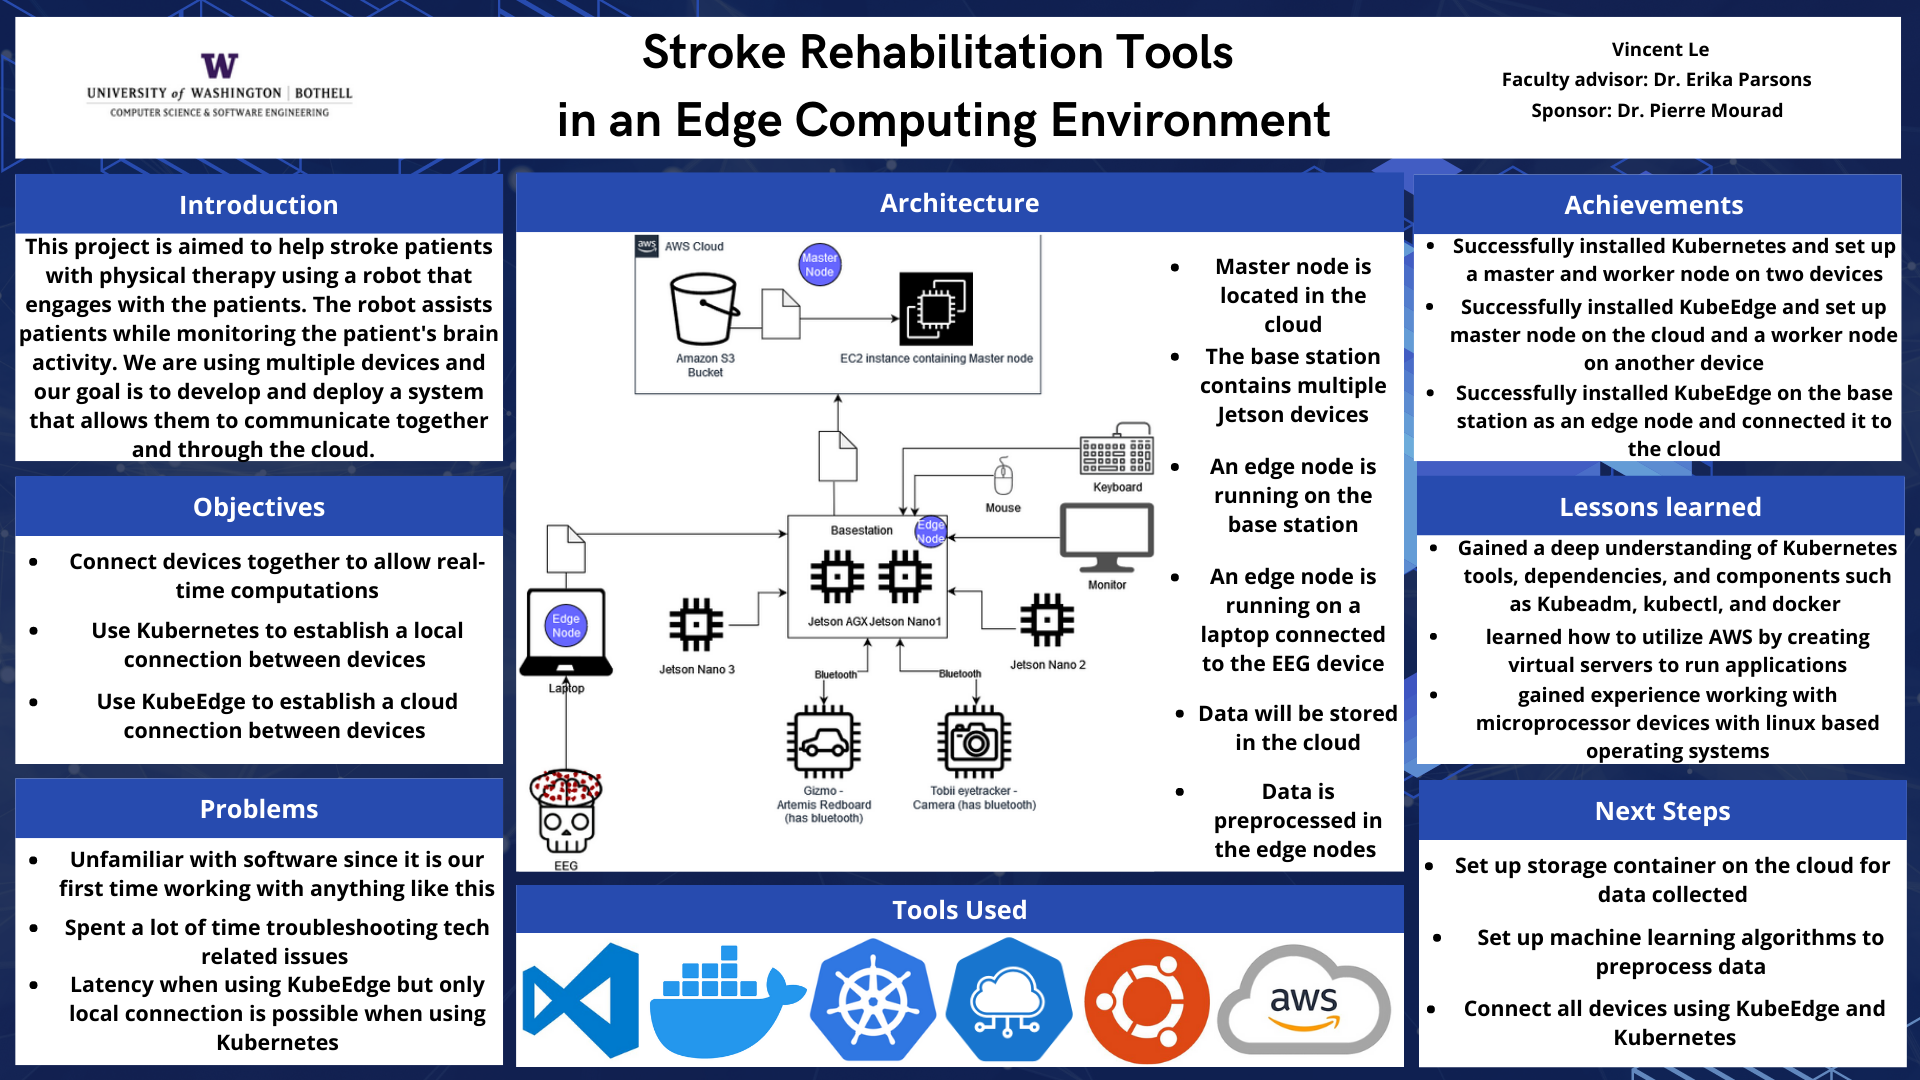 W
UNIVERSITY of WASHINGTON | BOTHELL
COMPUTER SCIENCE & SOFTWARE ENGINEERING
Stroke Rehabilitation Tools
in an Edge Computing Environment
Vincent Le
Faculty advisor: Dr. Erika Parsons
Sponsor: Dr. Pierre Mourad
Introduction
This project is aimed to help stroke patients
with physical therapy using a robot that
engages with the patients. The robot assists
patients while monitoring the patient's brain
activity. We are using multiple devices and
our goal is to develop and deploy a system
that allows them to communicate together
and through the cloud.
Objectives
• Connect devices together to allow real-
time computations
• Use Kubernetes to establish a local
connection between devices
• Use KubeEdge to establish a cloud
connection between devices
Problems
• Unfamiliar with software since it is our
first time working with anything like this
• Spent a lot of time troubleshooting tech
related issues
• Latency when using KubeEdge but only
local connection is possible when using
Kubernetes
Architecture
aws
AWS Cloud
Master
Node
Amazon S3
Bucket
EC2 instance containing Master node
Keyboard
Mouse
Basestation
Edge
Node
Monitor
Jetson AGX
Jetson Nano1
Edge
Node
Laptop
Jetson Nano 3
Jetson Nano 2
Bluetooth
Bluetooth
Gizmo -
Artemis Redboard
(has bluetooth)
Tobii eyetracker -
Camera (has bluetooth)
EEG
• Master node is
located in the
cloud
• The base station
contains multiple
Jetson devices
• An edge node is
running on the
base station
• An edge node is
running on a
laptop connected
to the EEG device
• Data will be stored
in the cloud
• Data is
preprocessed in
the edge nodes
Tools Used
aws
Achievements
• Successfully installed Kubernetes and set up
a master and worker node on two devices
• Successfully installed KubeEdge and set up
master node on the cloud and a worker node
on another device
• Successfully installed KubeEdge on the base
station as an edge node and connected it to
the cloud
Lessons learned
• Gained a deep understanding of Kubernetes
tools, dependencies, and components such
as Kubeadm, kubectl, and docker
• learned how to utilize AWS by creating
virtual servers to run applications
• gained experience working with
microprocessor devices with linux based
operating systems
Next Steps
• Set up storage container on the cloud for
data collected
• Set up machine learning algorithms to
preprocess data
• Connect all devices using KubeEdge and
Kubernetes